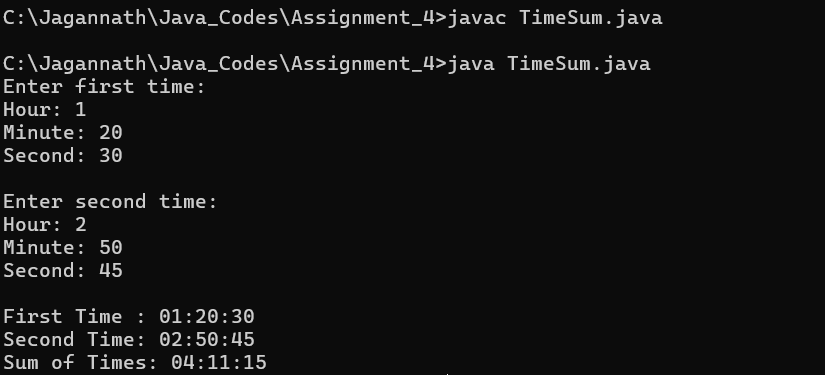 C:\Jagannath\Java_Codes\Assignment_4>javac TimeSum.java
C:\Jagannath\Java_Codes\Assignment_4>java TimeSum.java
Enter first time:
Hour: 1
Minute: 20
Second: 30
Enter second time:
Hour: 2
Minute: 50
Second: 45
First Time : 01:20:30
Second Time: 02:50:45
Sum of Times: 04:11:15